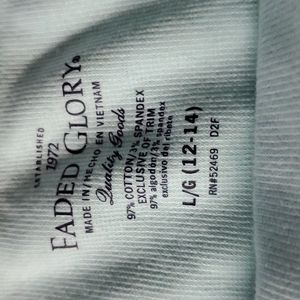 ESTABLISHED
1972
FADED GLORY®
MADE IN/HECHO EN VIETNAM
Quality Goods
97% COTTON/3% SPANDEX
EXCLUSIVE OF TRIM
97% algodón/3% spandex
exclusivo del ribete
L/G (12-14)
RN#52469 D2F